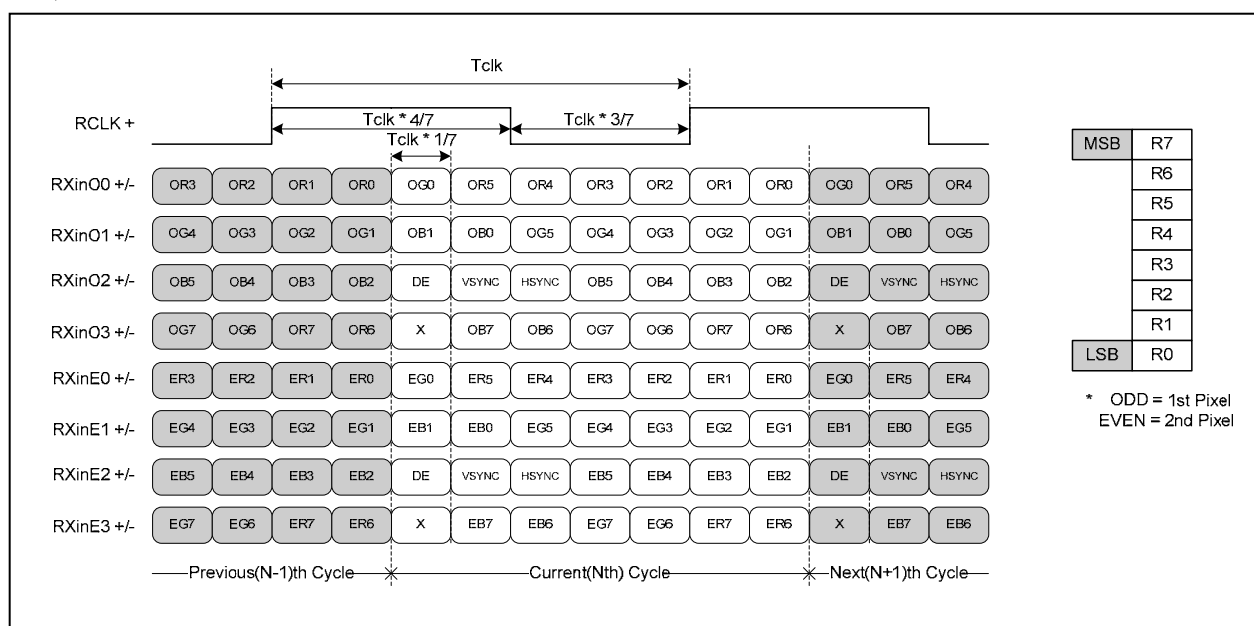 Tclk
RCLK +
Tclk * 4/7
Tclk * 3/7
Tclk * 1/7
RXinO0 +/- OR3 OR2 OR1 OR0 OG0 OR5 OR4 OR3 OR2 OR1 OR0 OG0 OR5 OR4
RXinO1 +/- OG4 OG3 OG2 OG1 OB1 OB0 OG5 OG4 OG3 OG2 OG1 OB1 OB0 OG5
RXinO2 +/- OB5 OB4 OB3 OB2 DE VSYNC HSYNC OB5 OB4 OB3 OB2 DE VSYNC HSYNC
RXinO3 +/- OG7 OG6 OR7 OR6 X OB7 OB6 OG7 OG6 OR7 OR6 X OB7 OB6
RXinE0 +/- ER3 ER2 ER1 ER0 EG0 ER5 ER4 ER3 ER2 ER1 ER0 EG0 ER5 ER4
RXinE1 +/- EG4 EG3 EG2 EG1 EB1 EB0 EG5 EG4 EG3 EG2 EG1 EB1 EB0 EG5
RXinE2 +/- EB5 EB4 EB3 EB2 DE VSYNC HSYNC EB5 EB4 EB3 EB2 DE VSYNC HSYNC
RXinE3 +/- EG7 EG6 ER7 ER6 X EB7 EB6 EG7 EG6 ER7 ER6 X EB7 EB6
Previous(N-1)th Cycle Current(Nth) Cycle Next(N+1)th Cycle
MSB R7
R6
R5
R4
R3
R2
R1
LSB R0
* ODD = 1st Pixel
EVEN = 2nd Pixel